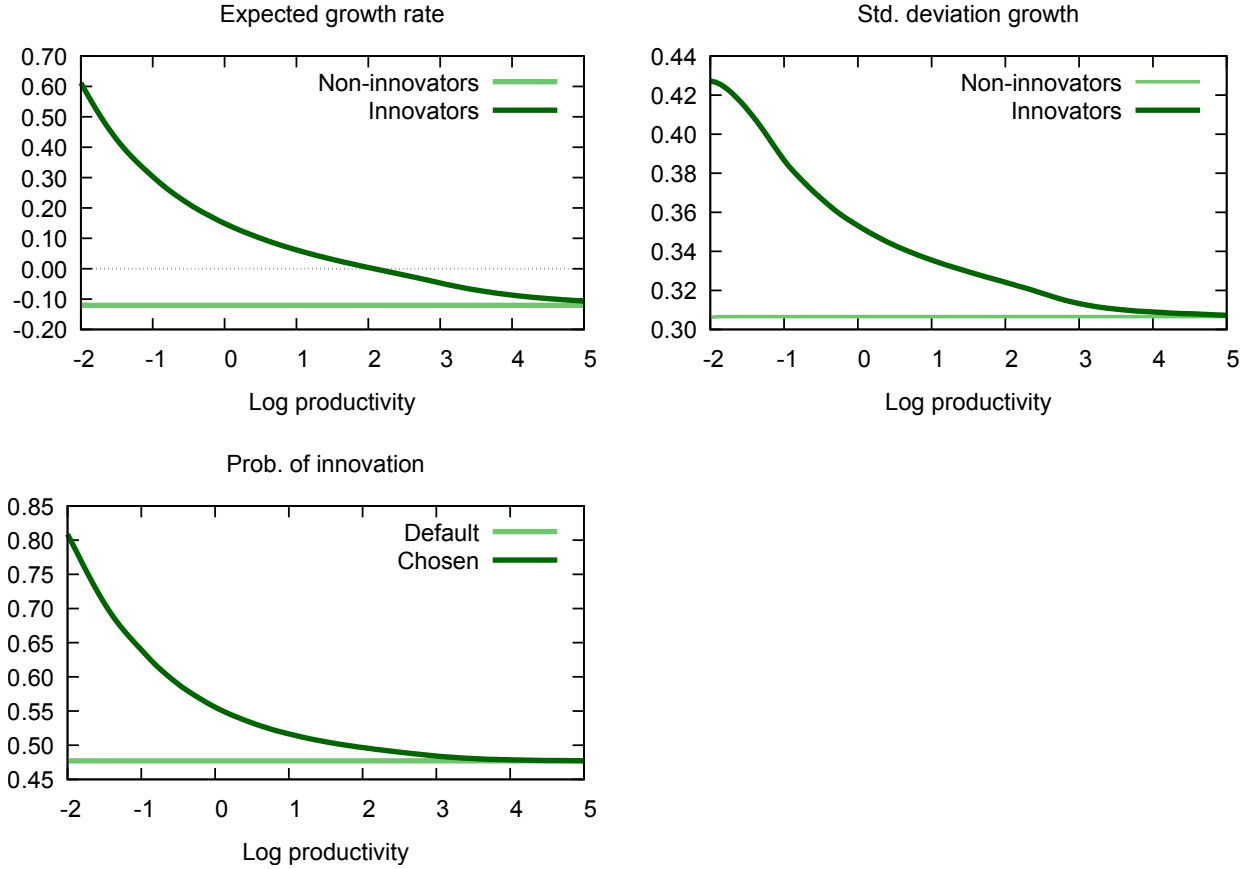 Expected growth rate
0.70
0.60
0.50
0.40
0.30
0.20
0.10
0.00
-0.10
-0.20
Non-innovators
Innovators
-2 -1 0 1 2 3 4 5
Log productivity
Std. deviation growth
0.44
0.42
0.40
0.38
0.36
0.34
0.32
0.30
Non-innovators
Innovators
-2 -1 0 1 2 3 4 5
Log productivity
Prob. of innovation
0.85
0.80
0.75
0.70
0.65
0.60
0.55
0.50
0.45
Default
Chosen
-2 -1 0 1 2 3 4 5
Log productivity